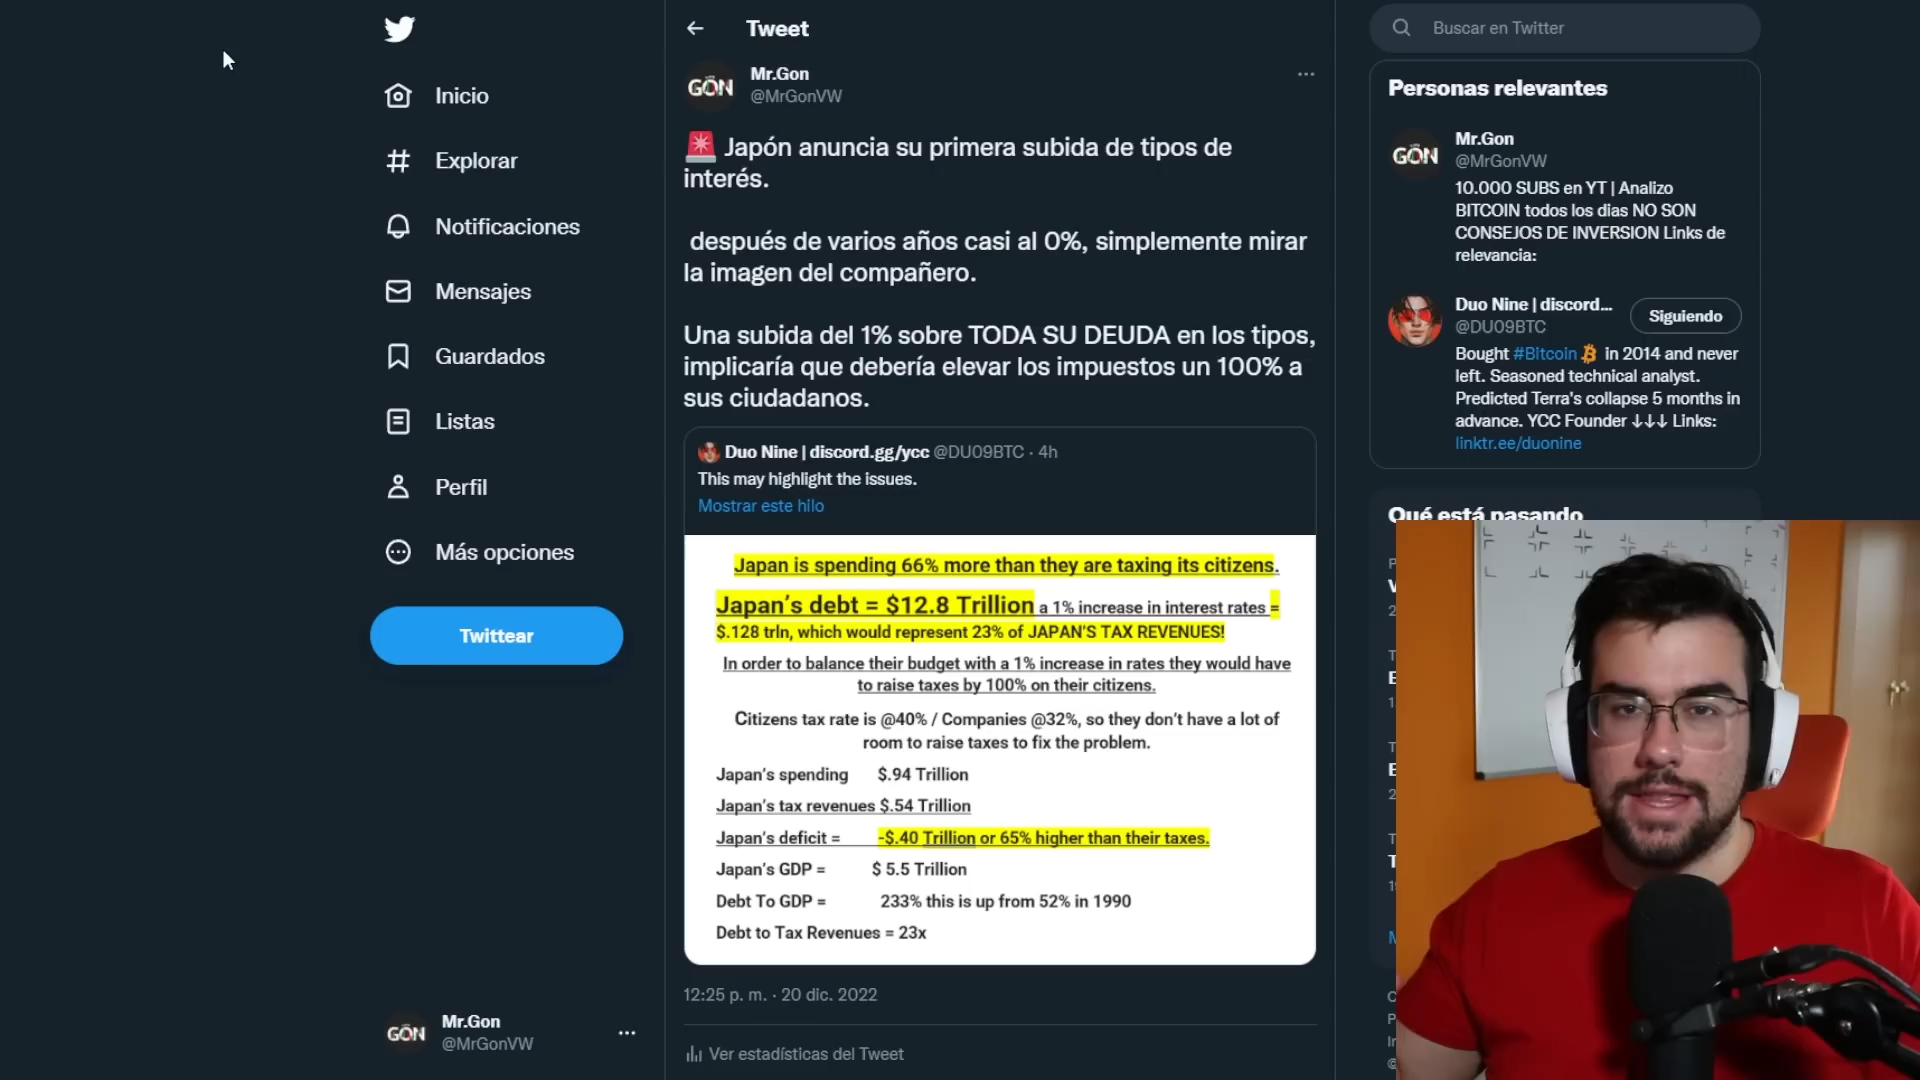 Inicio
Explorar
Notificaciones
Mensajes
Guardados
Listas
Perfil
Más opciones
Twittear
GON
Mr.Gon
@MrGonVW
Tweet
GON
Mr.Gon
@MrGonVW
Japón anuncia su primera subida de tipos de
interés.
después de varios años casi al 0%, simplemente mirar
la imagen del compañero.
Una subida del 1% sobre TODA SU DEUDA en los tipos,
implicaría que debería elevar los impuestos un 100% a
sus ciudadanos.
Duo Nine | discord.gg/ycc @DU09BTC · 4h
This may highlight the issues.
Mostrar este hilo
Japan is spending 66% more than they are taxing its citizens.
Japan's debt = $12.8 Trillion a 1% increase in interest rates =
$.128 trln, which would represent 23% of JAPAN'S TAX REVENUES!
In order to balance their budget with a 1% increase in rates they would have
to raise taxes by 100% on their citizens.
Citizens tax rate is @40% / Companies @32%, so they don't have a lot of
room to raise taxes to fix the problem.
Japan's spending $.94 Trillion
Japan's tax revenues $.54 Trillion
Japan's deficit = -$.40 Trillion or 65% higher than their taxes.
Japan's GDP = $ 5.5 Trillion
Debt To GDP = 233% this is up from 52% in 1990
Debt to Tax Revenues = 23x
12:25 p. m. · 20 dic. 2022
Ver estadísticas del Tweet
Buscar en Twitter
Personas relevantes
GON
Mr.Gon
@MrGonVW
10.000 SUBS en YT | Analizo
BITCOIN todos los dias NO SON
CONSEJOS DE INVERSION Links de
relevancia:
Duo Nine | discord...
@DU09BTC
Siguiendo
Bought #Bitcoin in 2014 and never
left. Seasoned technical analyst.
Predicted Terra's collapse 5 months in
advance. YCC Founder ↓↓↓ Links:
linktr.ee/duonine
Qué está pasando